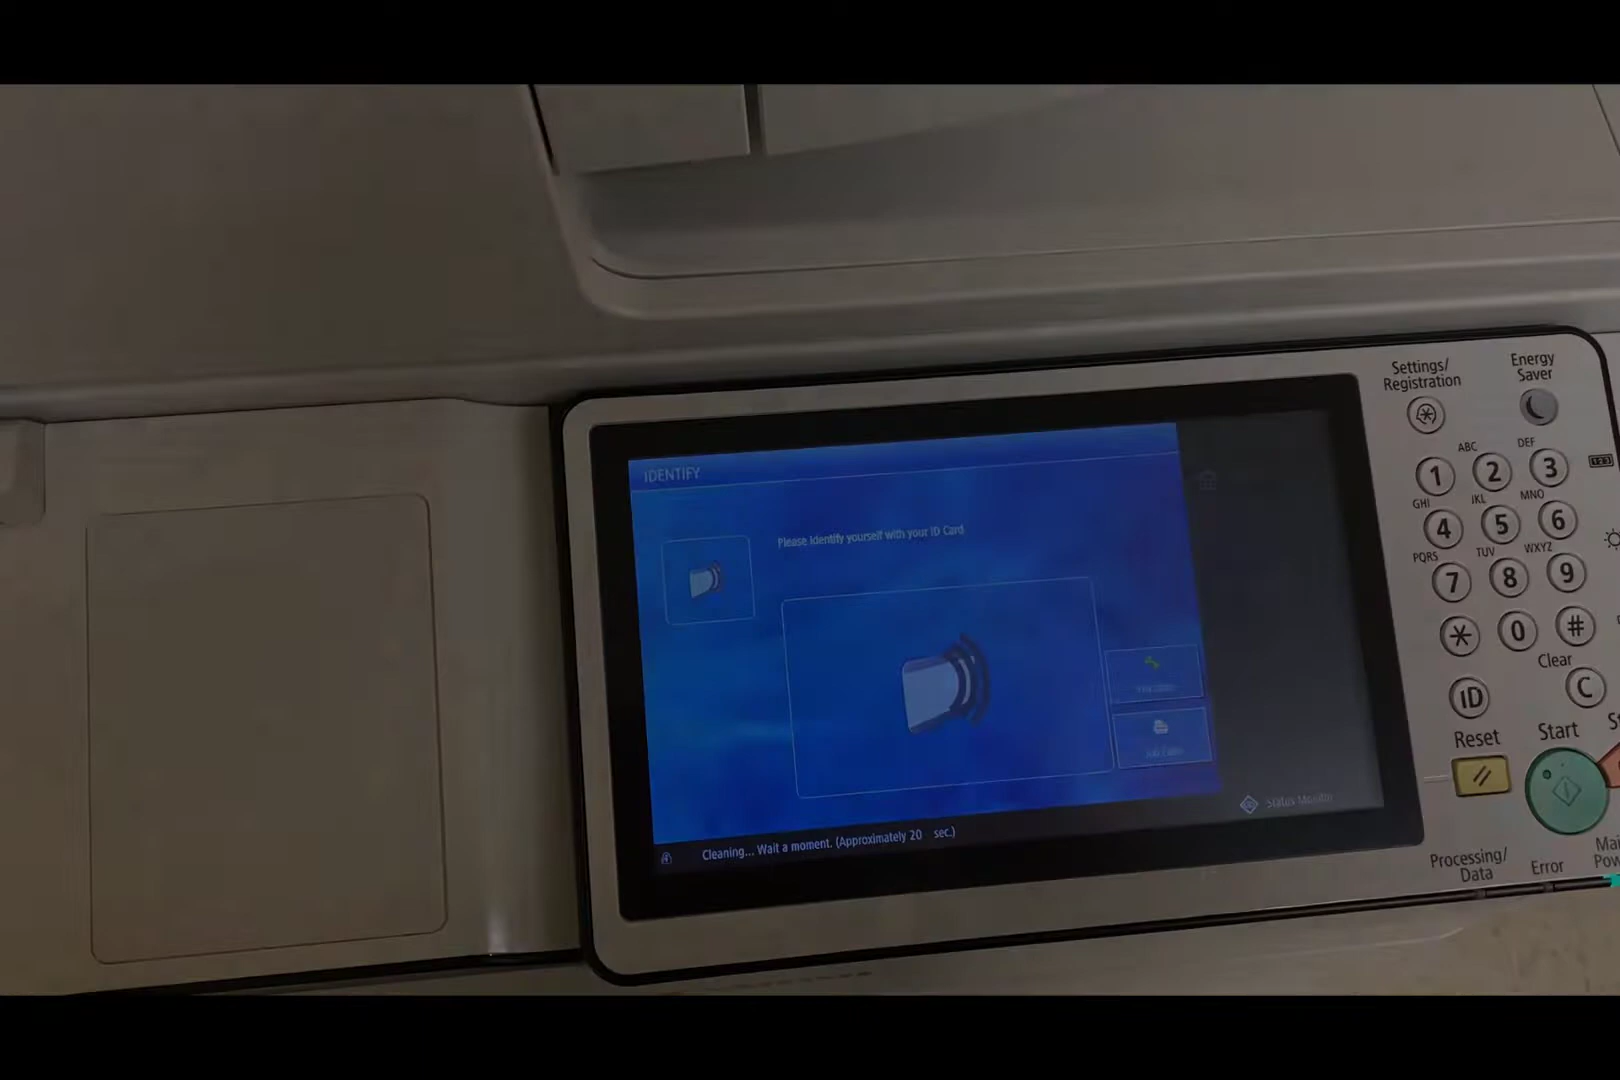 IDENTIFY
Please identify yourself with your ID Card
Cleaning... Wait a moment. (Approximately 20 sec.)
Status Monitor
Settings/
Registration
Energy
Saver
1
ABC
2
DEF
3
GHI
4
JKL
5
MNO
6
PQRS
7
TUV
8
WXYZ
9
*
0
#
ID
Clear
C
Reset
Start
Processing/
Data
Error